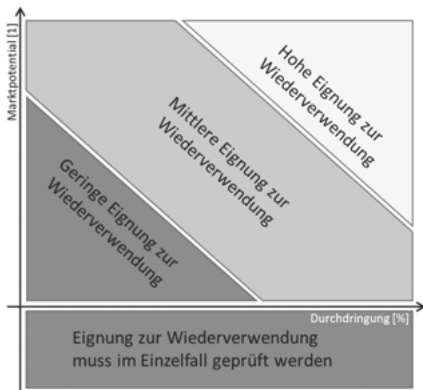 Marktpotential [1]
Hohe Eignung zur
Wiederverwendung
Mittlere Eignung zur
Wiederverwendung
Geringe Eignung zur
Wiederverwendung
Durchdringung [%]
Eignung zur Wiederverwendung
muss im Einzelfall geprüft werden